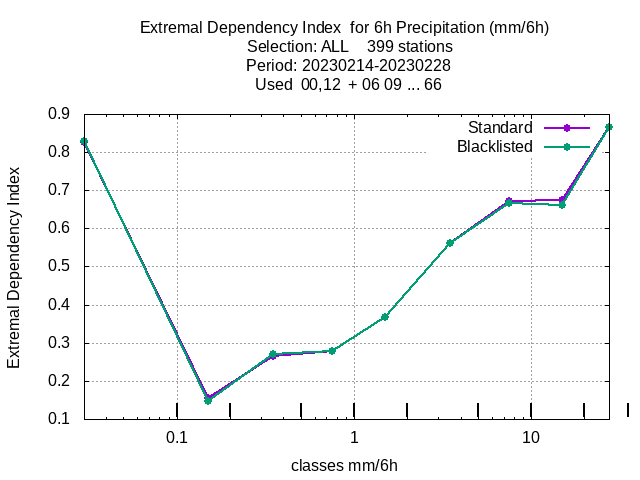 Extremal Dependency Index  for 6h Precipitation (mm/6h)
Selection: ALL    399 stations
Period: 20230214-20230228
Used  00,12  + 06 09 ... 66
Standard
Blacklisted
Extremal Dependency Index
0.9
0.8
0.7
0.6
0.5
0.4
0.3
0.2
0.1
0.1 1 10
classes mm/6h